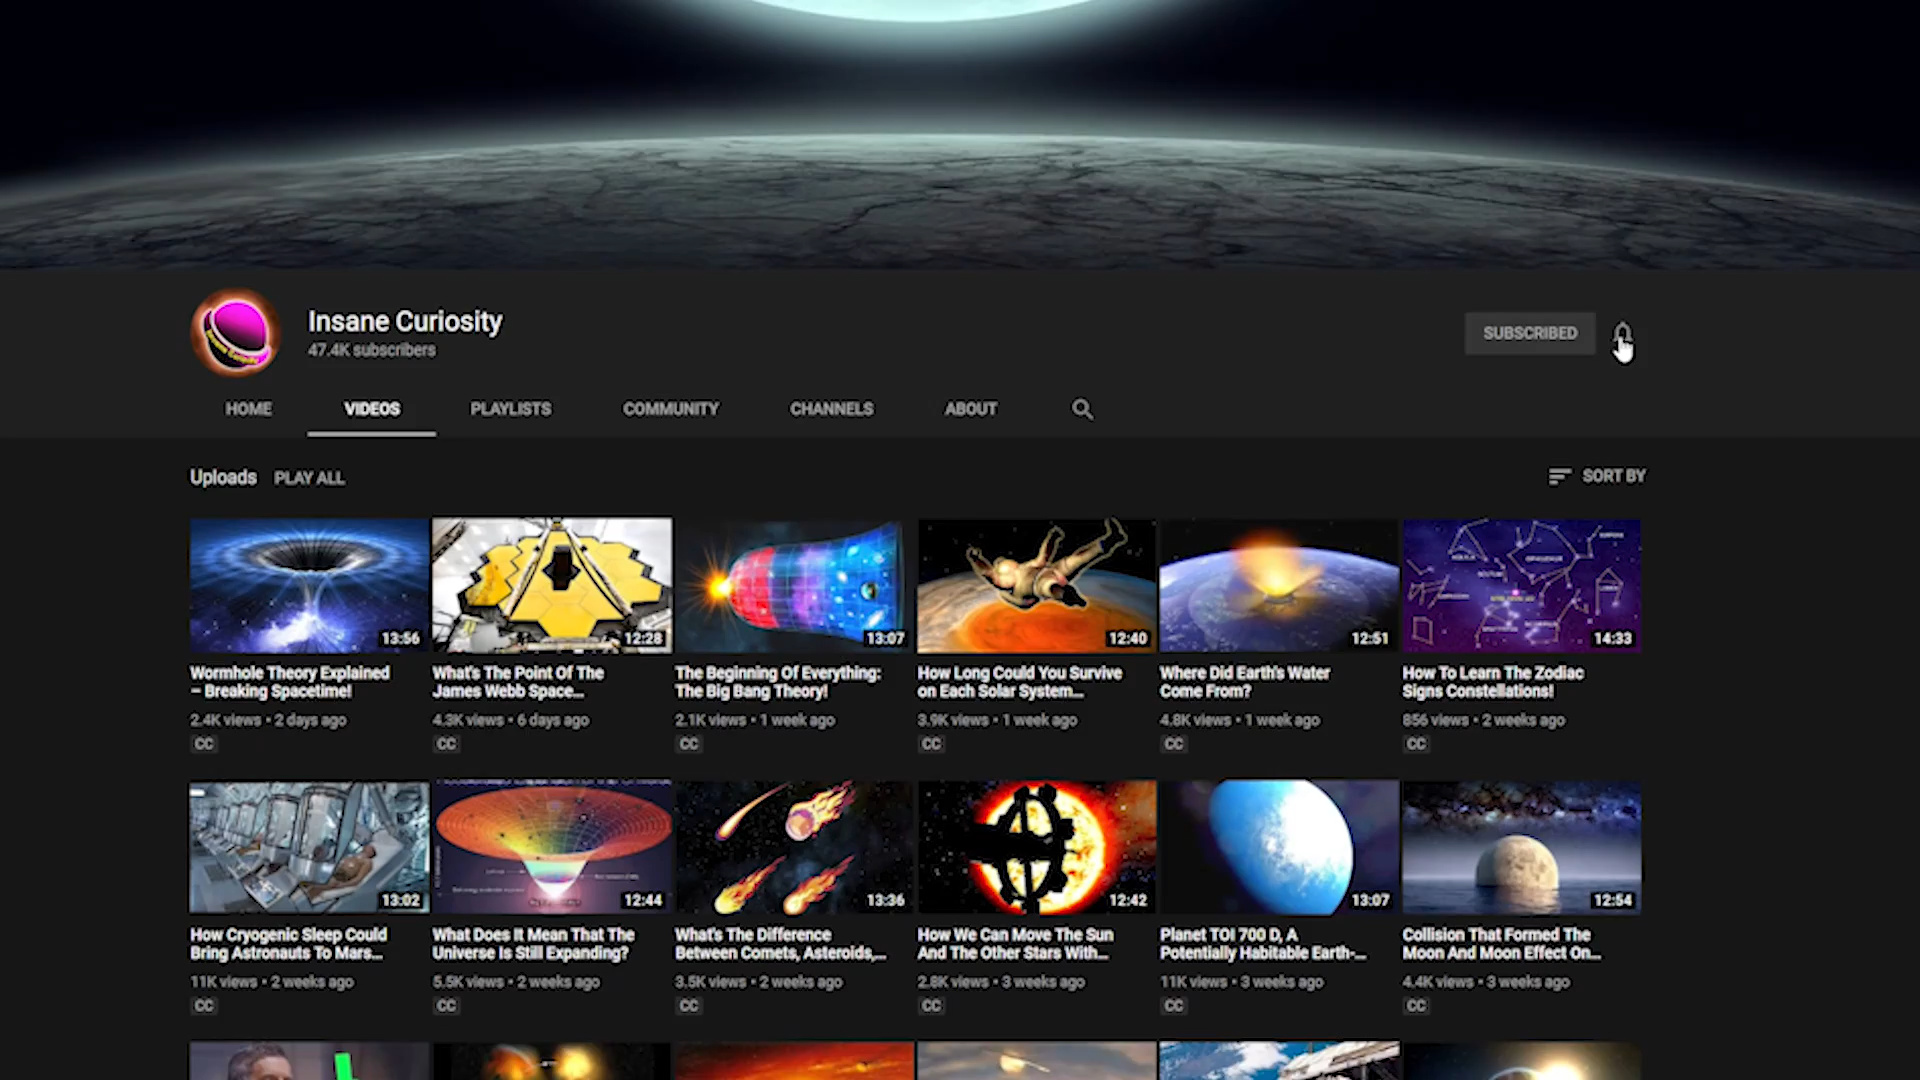 Insane Curiosity
47.4K subscribers
SUBSCRIBED
HOME
VIDEOS
PLAYLISTS
COMMUNITY
CHANNELS
ABOUT
Uploads
PLAY ALL
SORT BY
13:56
12:28
13:07
12:40
12:51
14:33
Wormhole Theory Explained
– Breaking Spacetime!
2.4K views • 2 days ago
CC
What's The Point Of The
James Webb Space...
4.3K views • 6 days ago
CC
The Beginning Of Everything:
The Big Bang Theory!
2.1K views • 1 week ago
CC
How Long Could You Survive
on Each Solar System...
3.9K views • 1 week ago
CC
Where Did Earth's Water
Come From?
4.8K views • 1 week ago
CC
How To Learn The Zodiac
Signs Constellations!
856 views • 2 weeks ago
CC
13:02
12:44
13:36
12:42
13:07
12:54
How Cryogenic Sleep Could
Bring Astronauts To Mars...
11K views • 2 weeks ago
CC
What Does It Mean That The
Universe Is Still Expanding?
5.5K views • 2 weeks ago
CC
What's The Difference
Between Comets, Asteroids,...
3.5K views • 2 weeks ago
CC
How We Can Move The Sun
And The Other Stars With...
2.8K views • 3 weeks ago
CC
Planet TOI 700 D, A
Potentially Habitable Earth-...
11K views • 3 weeks ago
CC
Collision That Formed The
Moon And Moon Effect On...
4.4K views • 3 weeks ago
CC